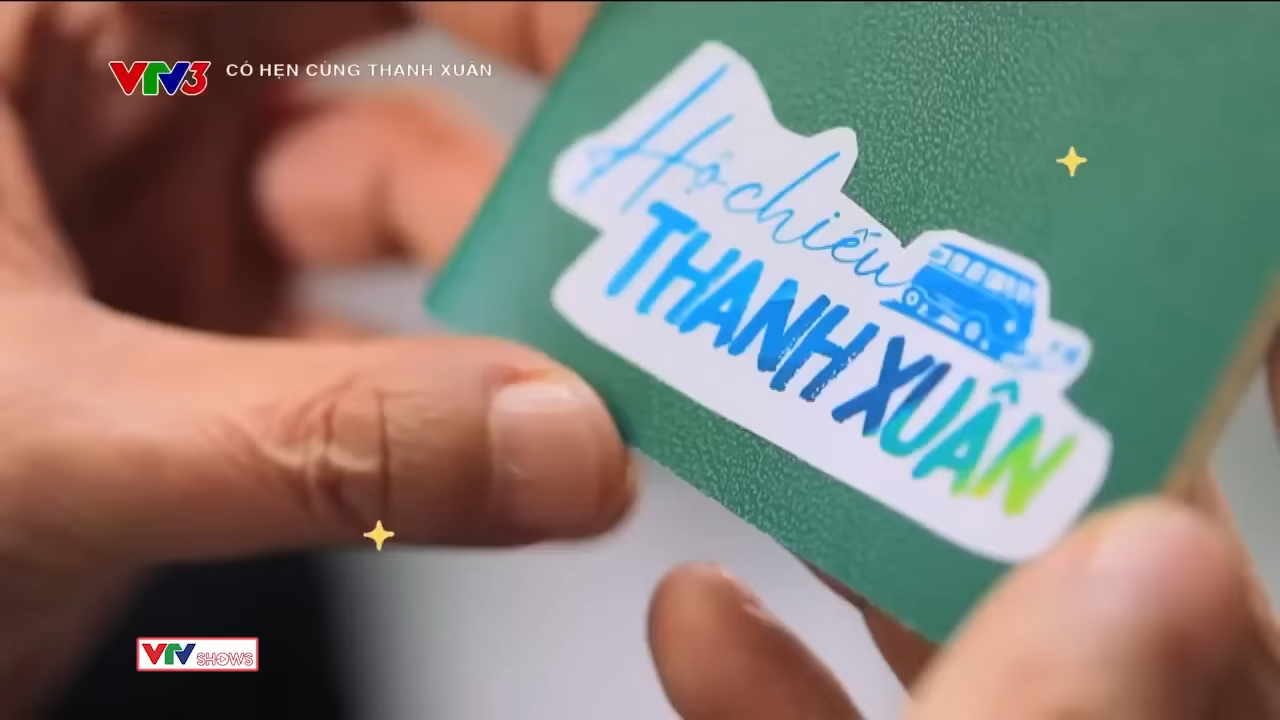 VTV3 CÓ HẸN CÙNG THANH XUÂN
Hộ chiếu
THANH XUÂN
VTV SHOWS